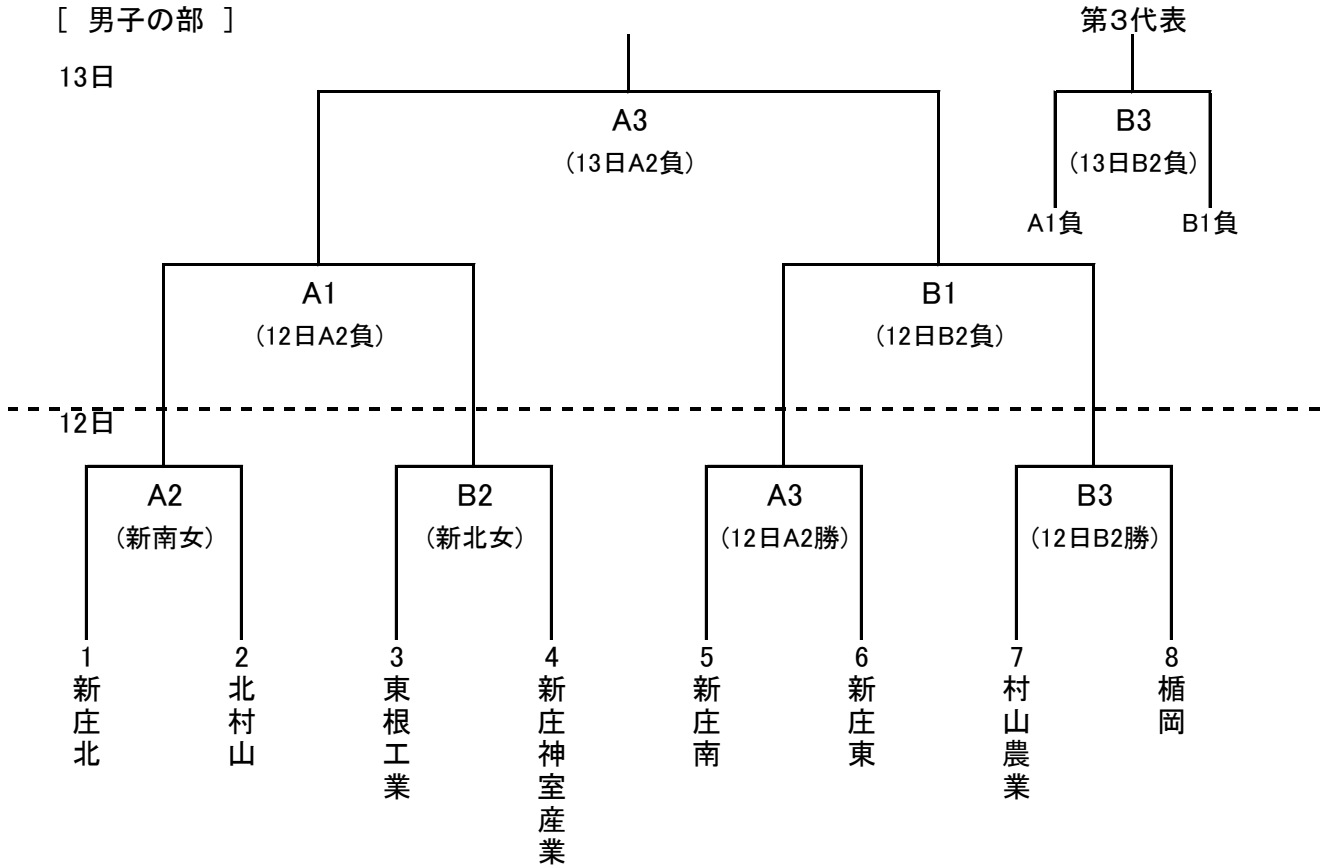 [ 男子の部 ]
第3代表
13日
A3
(13日A2負)
B3
(13日B2負)
A1負
B1負
A1
(12日A2負)
B1
(12日B2負)
12日
A2
(新南女)
B2
(新北女)
A3
(12日A2勝)
B3
(12日B2勝)
1
新庄北
2
北村山
3
東根工業
4
新庄神室産業
5
新庄南
6
新庄東
7
村山農業
8
楯岡